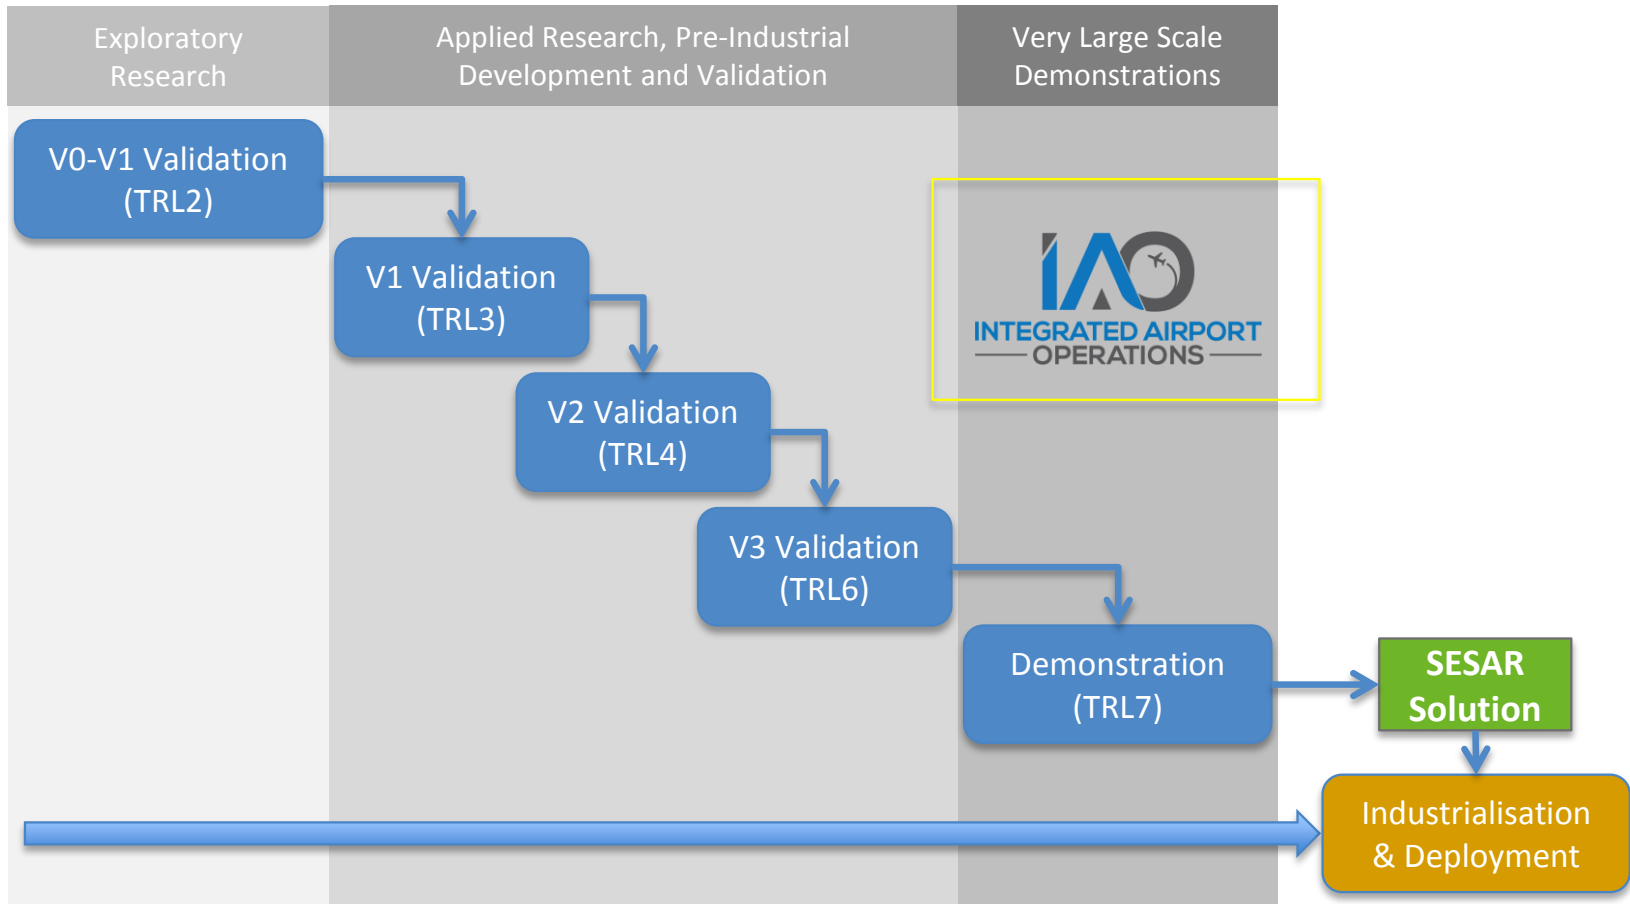 Exploratory
Research
Applied Research, Pre-Industrial
Development and Validation
Very Large Scale
Demonstrations
V0-V1 Validation
(TRL2)
V1 Validation
(TRL3)
IAO
INTEGRATED AIRPORT
OPERATIONS
V2 Validation
(TRL4)
V3 Validation
(TRL6)
Demonstration
(TRL7)
SESAR
Solution
Industrialisation
& Deployment